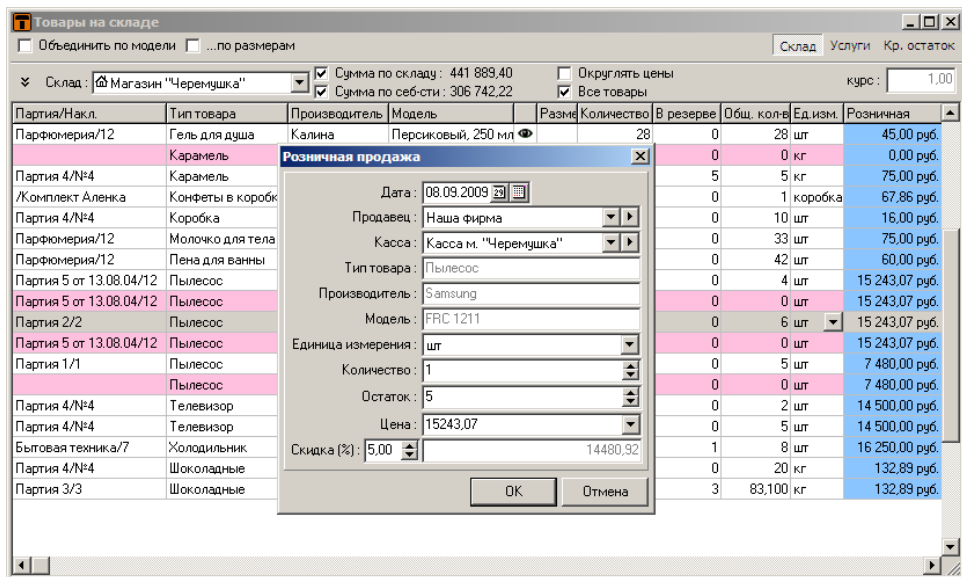 Товары на складе
Объединить по модели ...по размерам Склад Услуги Кр. остаток
Склад : Магазин "Черемушка" Сумма по складу : 441 889,40 Округлять цены курс : 1,00
Сумма по себ-сти : 306 742,22 Все товары
Партия/Накл. Тип товара Производитель Модель Разме Количество В резерве Общ. кол-в Ед.изм. Розничная
Парфюмерия/12 Гель для душа Калина Персиковый, 250 мл 28 0 28 шт 45,00 руб.
Карамель 0 0 кг 0,00 руб.
Партия 4/№4 Карамель 5 5 кг 75,00 руб.
/Комплект Аленка Конфеты в коробк 0 1 коробка 67,86 руб.
Партия 4/№4 Коробка 0 10 шт 16,00 руб.
Парфюмерия/12 Молочко для тела 0 33 шт 75,00 руб.
Парфюмерия/12 Пена для ванны 0 42 шт 60,00 руб.
Партия 5 от 13.08.04/12 Пылесос 0 4 шт 15 243,07 руб.
Партия 5 от 13.08.04/12 Пылесос 0 0 шт 15 243,07 руб.
Партия 2/2 Пылесос 0 6 шт 15 243,07 руб.
Партия 5 от 13.08.04/12 Пылесос 0 0 шт 15 243,07 руб.
Партия 1/1 Пылесос 0 5 шт 7 480,00 руб.
Пылесос 0 0 шт 7 480,00 руб.
Партия 4/№4 Телевизор 0 2 шт 14 500,00 руб.
Партия 4/№4 Телевизор 0 5 шт 14 500,00 руб.
Бытовая техника/7 Холодильник 1 8 шт 16 250,00 руб.
Партия 4/№4 Шоколадные 0 20 кг 132,89 руб.
Партия 3/3 Шоколадные 3 83,100 кг 132,89 руб.
Розничная продажа
Дата : 08.09.2009 29
Продавец : Наша фирма
Касса : Касса м. "Черемушка"
Тип товара : Пылесос
Производитель : Samsung
Модель : FRC 1211
Единица измерения : шт
Количество : 1
Остаток : 5
Цена : 15243,07
Скидка (%) : 5,00 14480,92
OK Отмена